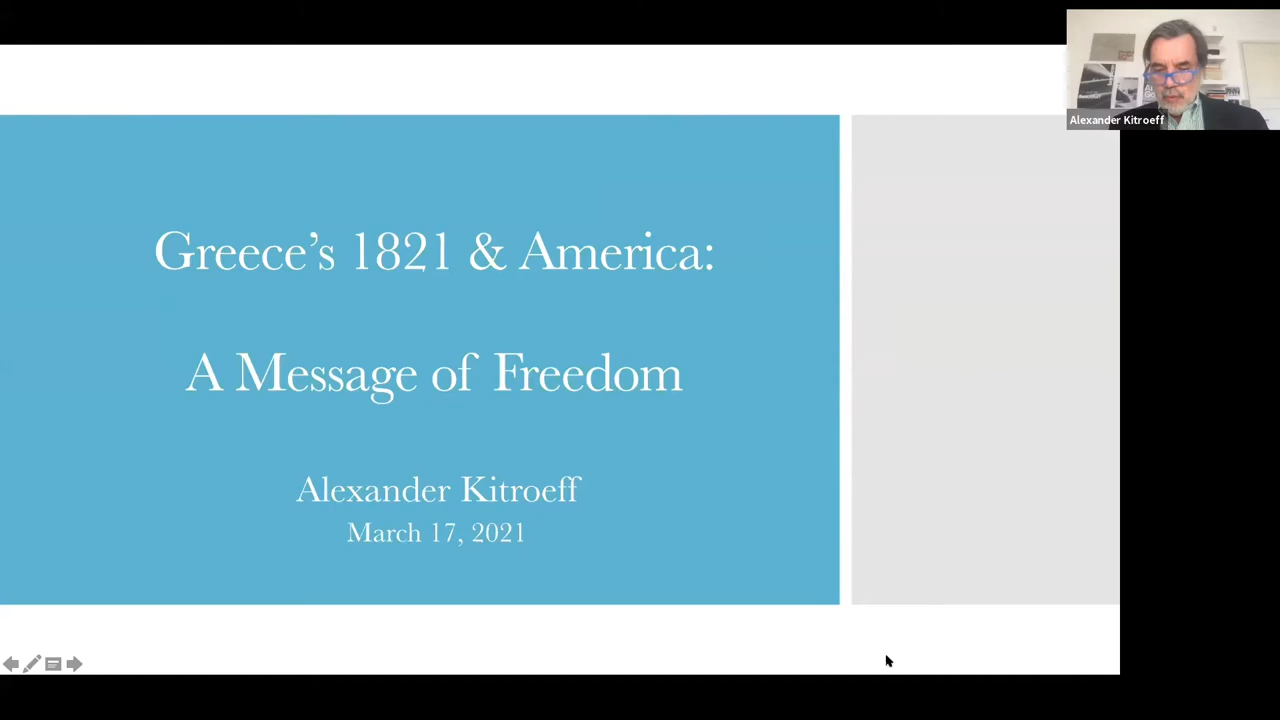 Greece’s 1821 & America:
A Message of Freedom
Alexander Kitroeff
March 17, 2021
Alexander Kitroeff